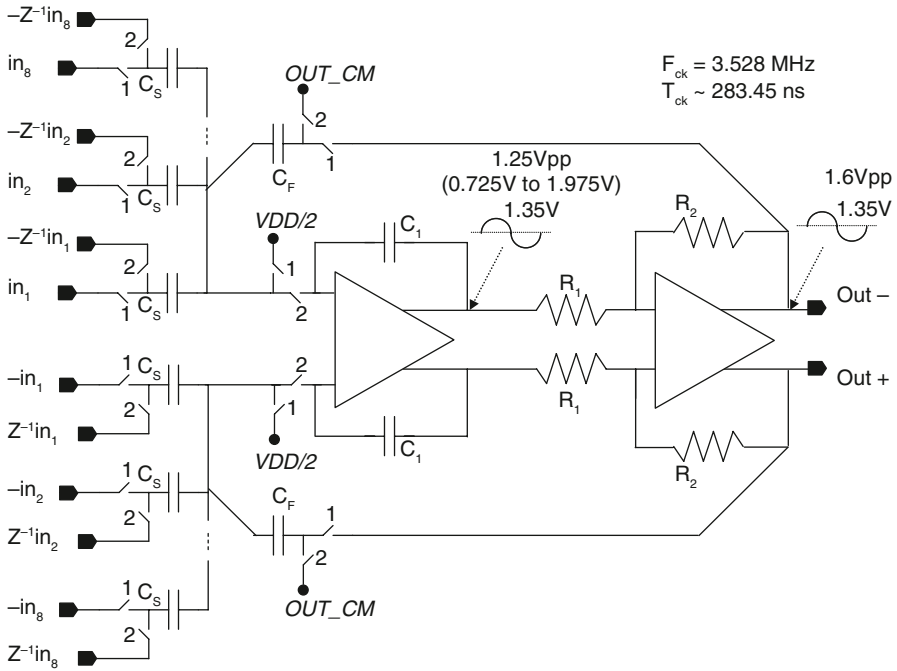 –Z⁻¹in₈
2
in₈
1
C_S
OUT_CM
F_ck = 3.528 MHz
T_ck ~ 283.45 ns
–Z⁻¹in₂
2
in₂
1
C_S
2
1
C_F
1.25Vpp
(0.725V to 1.975V)
1.35V
1.6Vpp
1.35V
–Z⁻¹in₁
2
in₁
1
C_S
VDD/2
1
2
C₁
R₂
R₁
Out –
–in₁
1
C_S
2
Z⁻¹in₁
2
1
VDD/2
C₁
R₁
Out +
R₂
–in₂
1
C_S
2
Z⁻¹in₂
C_F
1
2
OUT_CM
–in₈
1
C_S
2
Z⁻¹in₈